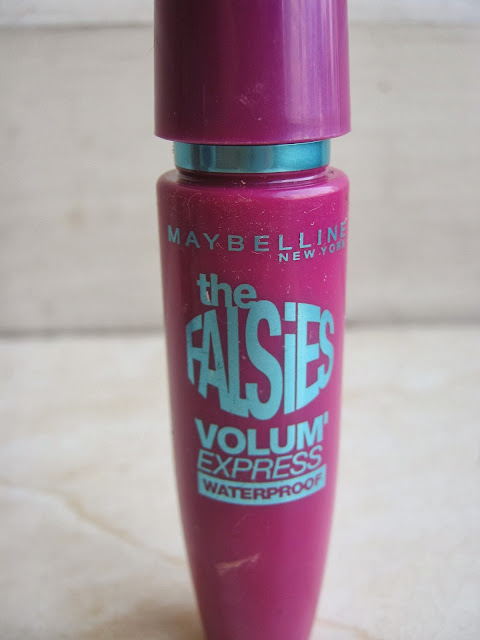 MAYBELLINE
NEW YORK
the
FALSiES
VOLUM'
EXPRESS
WATERPROOF